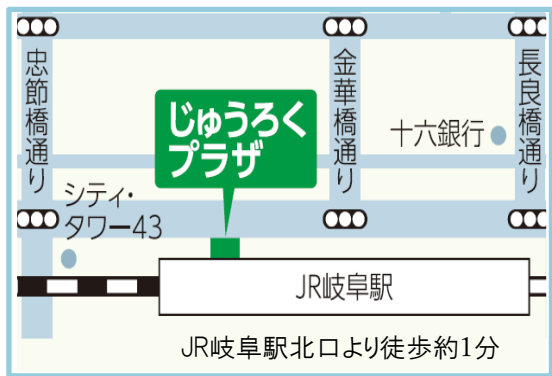 忠節橋通り
金華橋通り
長良橋通り
じゅうろく
プラザ
十六銀行
シティ・
タワー43
JR岐阜駅
JR岐阜駅北口より徒歩約1分